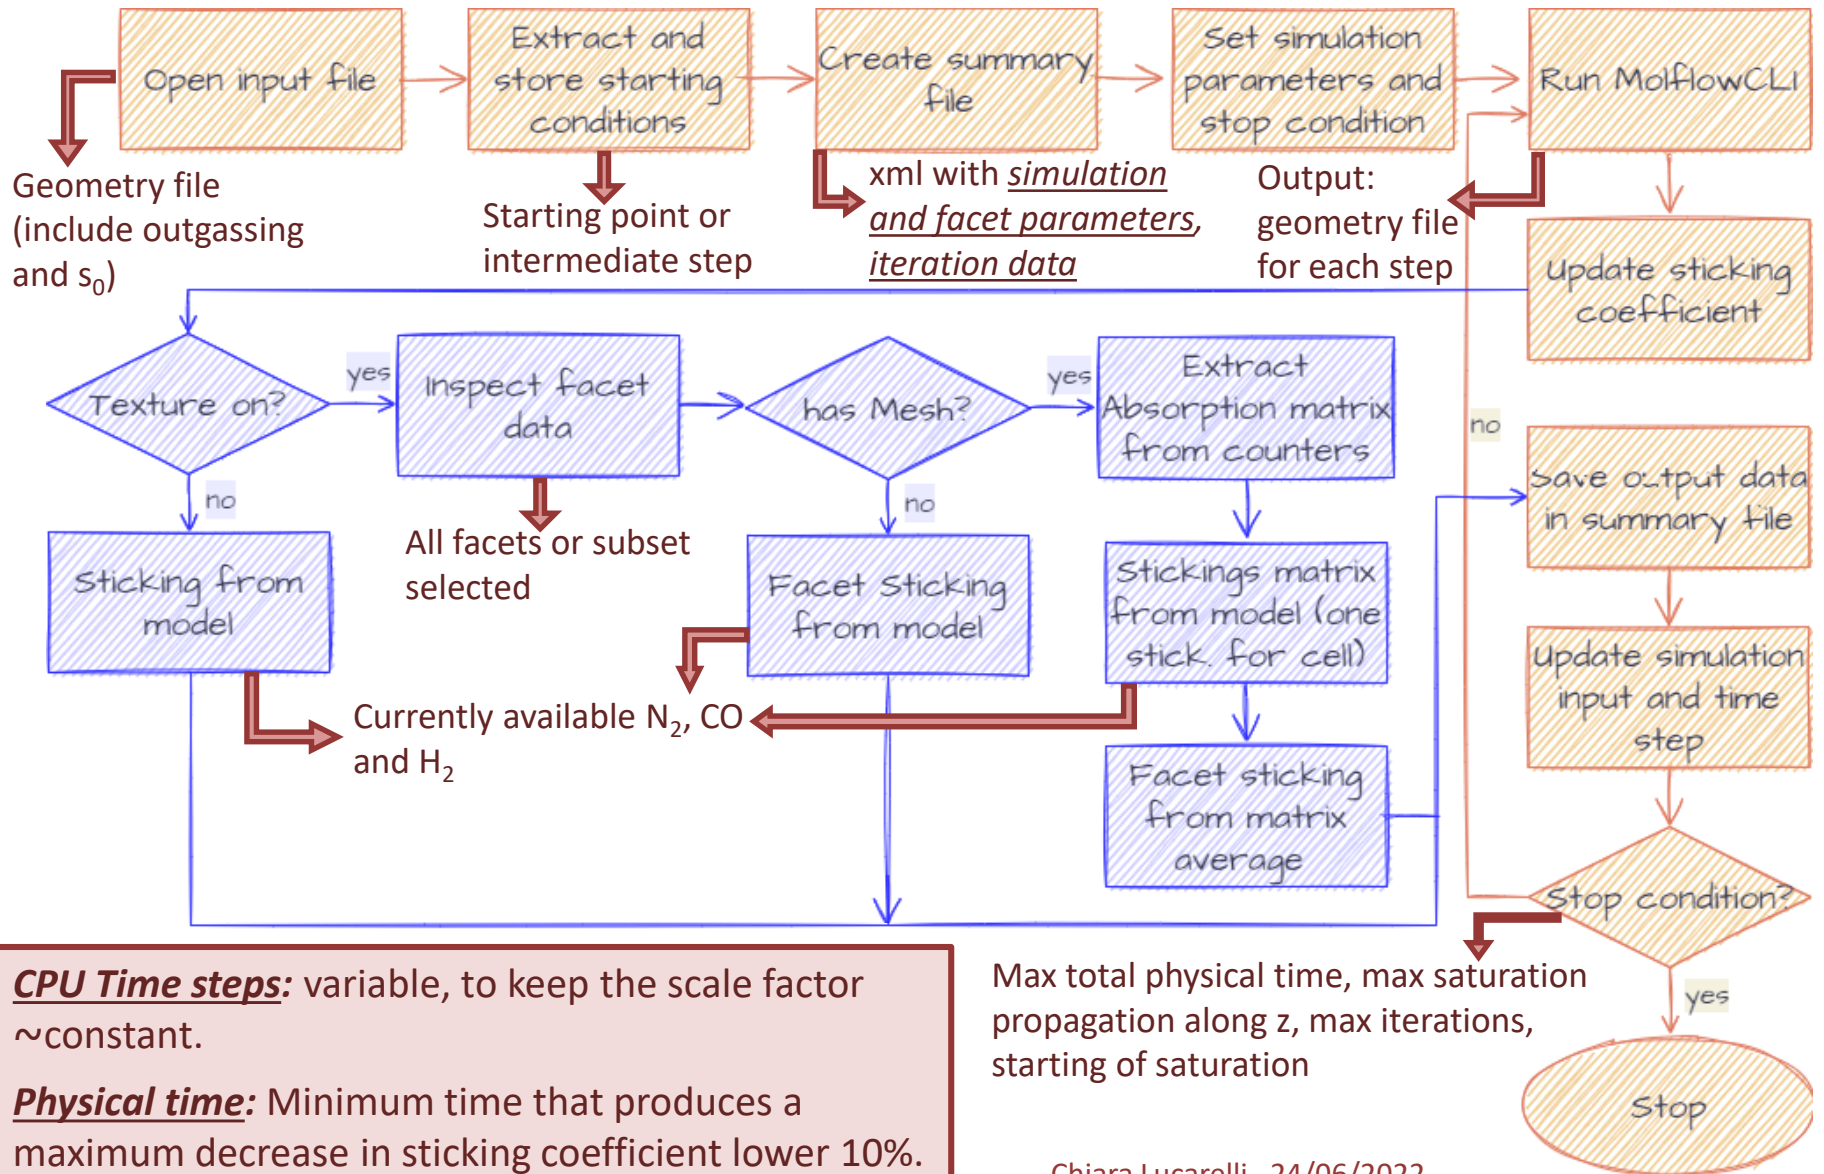 Open input file
Extract and
store starting
conditions
Create summary
file
Set simulation
parameters and
stop condition
Run MolflowCLI
Geometry file
(include outgassing
and s₀)
Starting point or
intermediate step
xml with simulation
and facet parameters,
iteration data
Output:
geometry file
for each step
Update sticking
coefficient
Texture on?
yes
Inspect facet
data
has Mesh?
yes
Extract
Absorption matrix
from counters
no
no
no
Save output data
in summary file
All facets or subset
selected
Sticking from
model
Facet Sticking
from model
Stickings matrix
from model (one
stick. for cell)
Update simulation
input and time
step
Currently available N₂, CO
and H₂
Facet sticking
from matrix
average
Stop condition?
yes
Stop
Max total physical time, max saturation
propagation along z, max iterations,
starting of saturation
CPU Time steps: variable, to keep the scale factor
~constant.
Physical time: Minimum time that produces a
maximum decrease in sticking coefficient lower 10%.
Chiara Lucarelli 24/06/2022